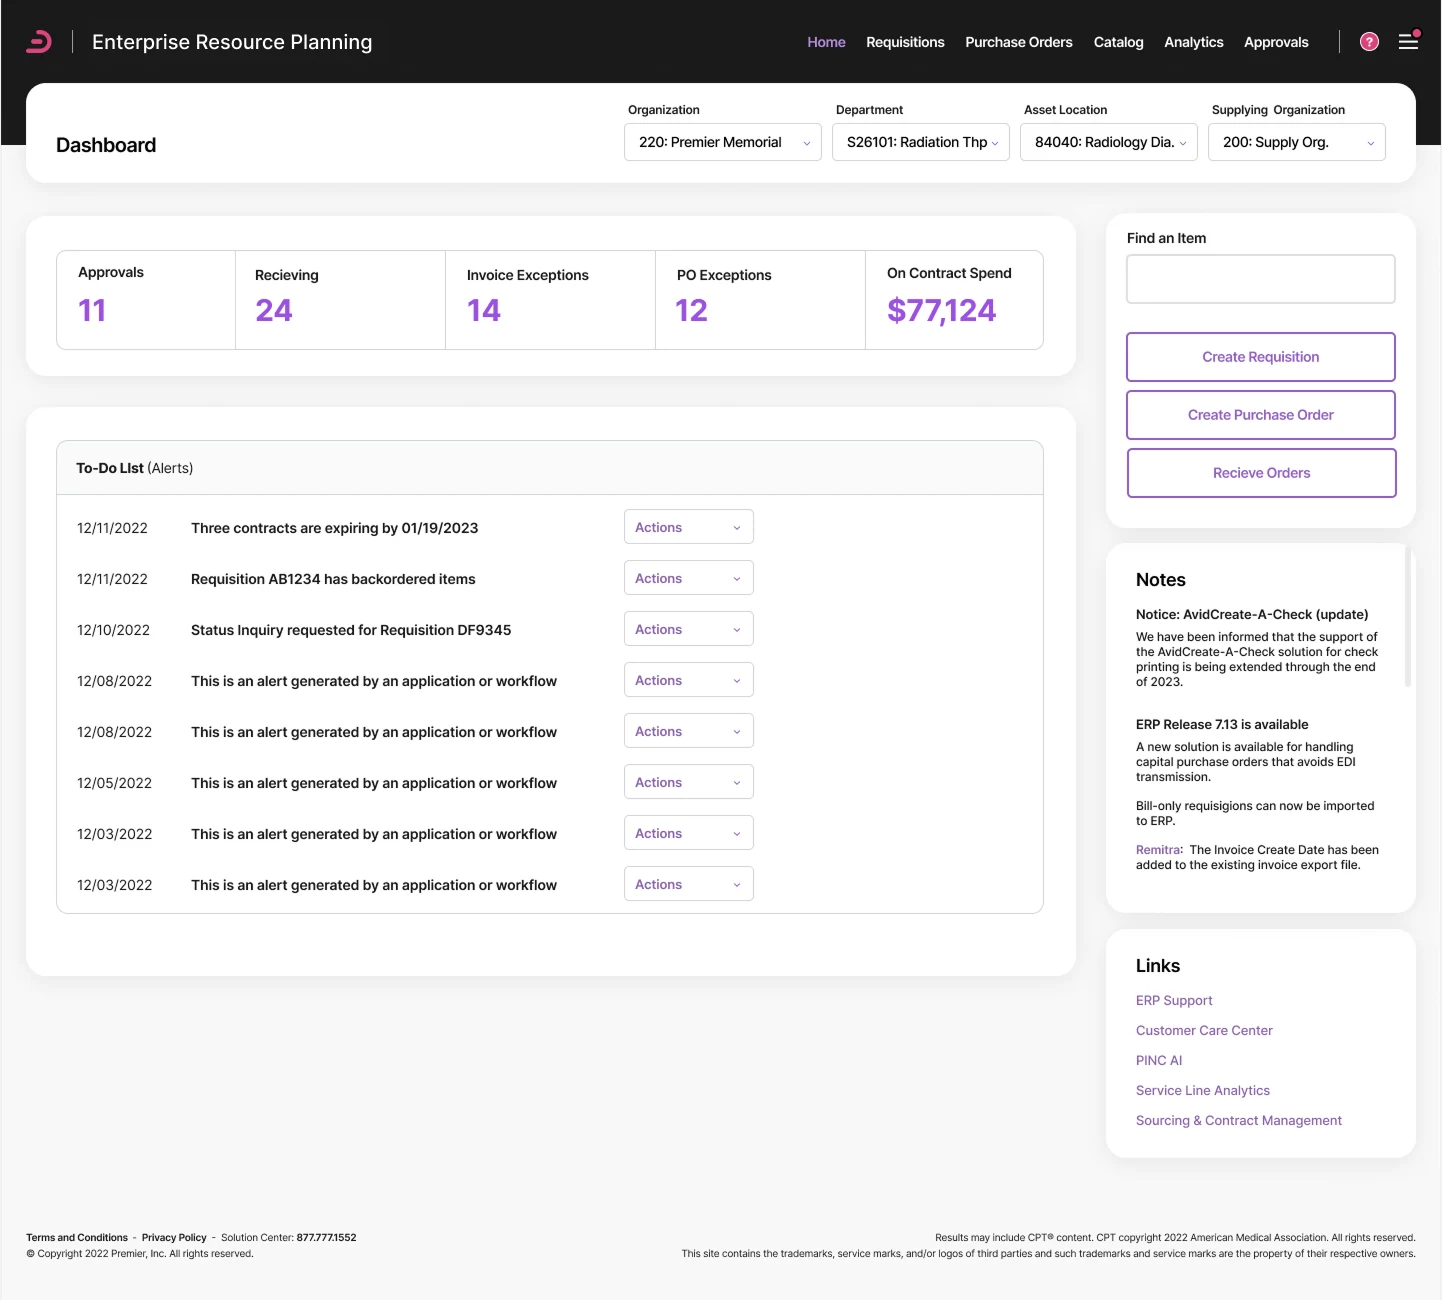 Enterprise Resource Planning
Home Requisitions Purchase Orders Catalog Analytics Approvals ?
Dashboard
Organization Department Asset Location Supplying Organization
220: Premier Memorial S26101: Radiation Thp 84040: Radiology Dia. 200: Supply Org.
Approvals Recieving Invoice Exceptions PO Exceptions On Contract Spend
11 24 14 12 $77,124
To-Do LIst (Alerts)
12/11/2022 Three contracts are expiring by 01/19/2023 Actions
12/11/2022 Requisition AB1234 has backordered items Actions
12/10/2022 Status Inquiry requested for Requisition DF9345 Actions
12/08/2022 This is an alert generated by an application or workflow Actions
12/08/2022 This is an alert generated by an application or workflow Actions
12/05/2022 This is an alert generated by an application or workflow Actions
12/03/2022 This is an alert generated by an application or workflow Actions
12/03/2022 This is an alert generated by an application or workflow Actions
Find an Item
Create Requisition
Create Purchase Order
Recieve Orders
Notes
Notice: AvidCreate-A-Check (update)
We have been informed that the support of
the AvidCreate-A-Check solution for check
printing is being extended through the end
of 2023.
ERP Release 7.13 is available
A new solution is available for handling
capital purchase orders that avoids EDI
transmission.
Bill-only requisigions can now be imported
to ERP.
Remitra: The Invoice Create Date has been
added to the existing invoice export file.
Links
ERP Support
Customer Care Center
PINC AI
Service Line Analytics
Sourcing & Contract Management
Terms and Conditions - Privacy Policy - Solution Center: 877.777.1552
© Copyright 2022 Premier, Inc. All rights reserved.
Results may include CPT® content. CPT copyright 2022 American Medical Association. All rights reserved.
This site contains the trademarks, service marks, and/or logos of third parties and such trademarks and service marks are the property of their respective owners.